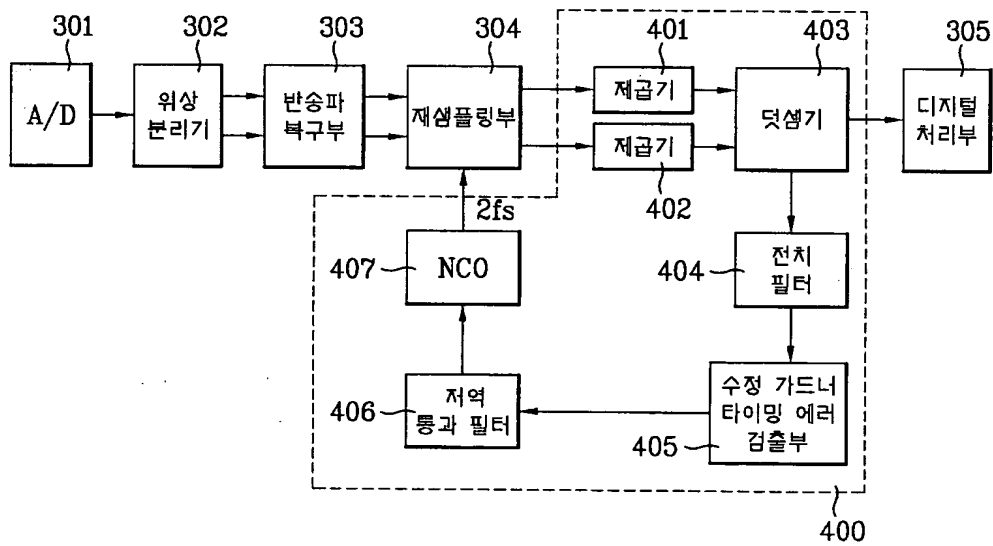 301
302
303
304
401
403
305
A/D
위상
분리기
반송파
복구부
재샘플링부
제곱기
제곱기
402
덧셈기
디지털
처리부
2fs
407
NCO
404
전치
필터
406
저역
통과 필터
수정 가드너
타이밍 에러
검출부
405
400